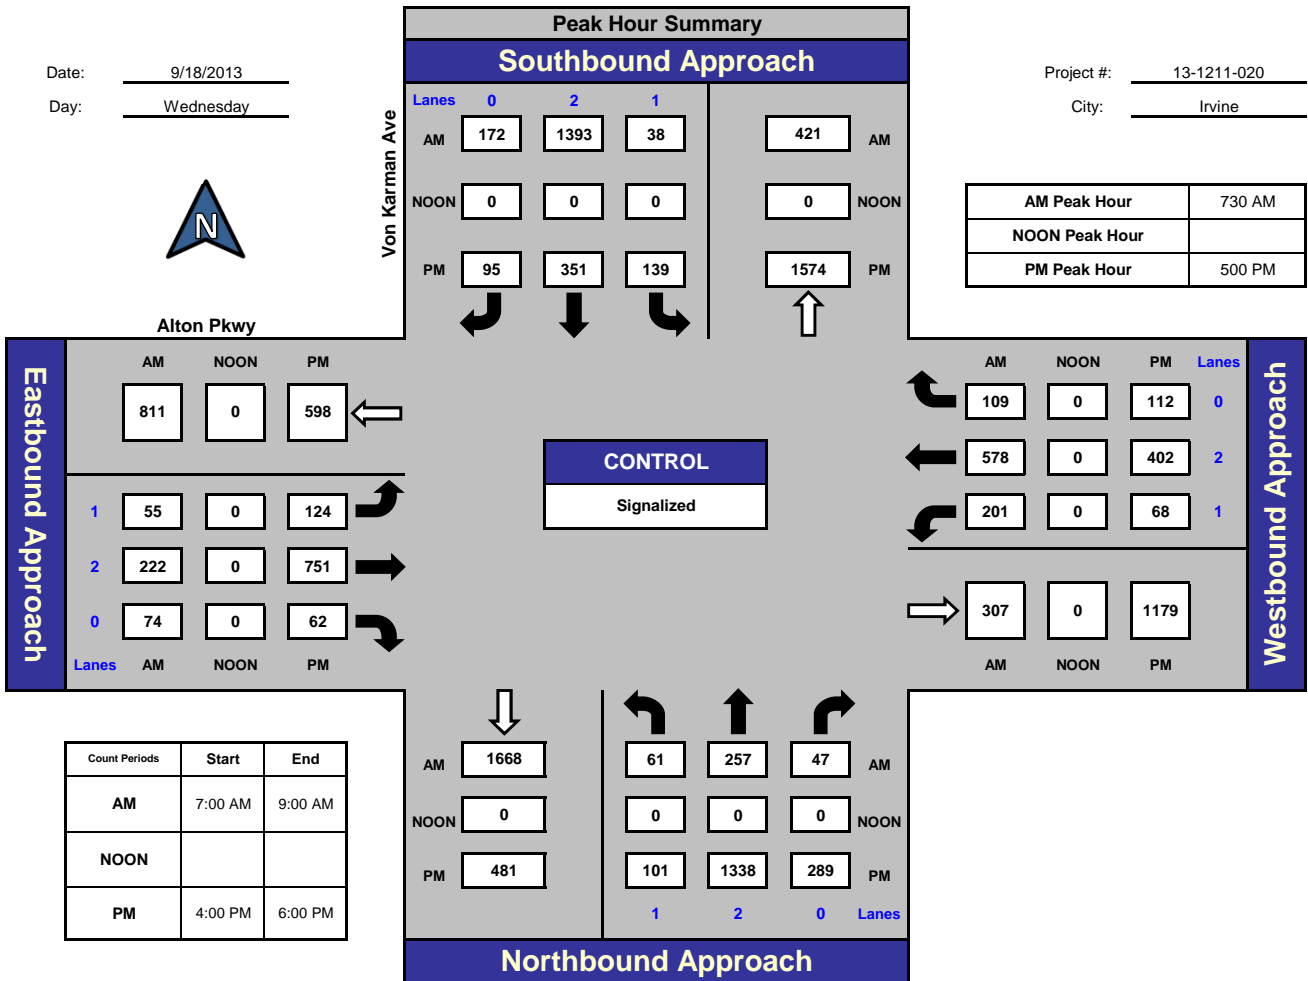 Peak Hour Summary
Southbound Approach
Date: 9/18/2013
Day: Wednesday
Project #: 13-1211-020
City: Irvine
N
Von Karman Ave
Lanes 0 2 1
AM 172 1393 38 421 AM
NOON 0 0 0 0 NOON
PM 95 351 139 1574 PM
AM Peak Hour 730 AM
NOON Peak Hour
PM Peak Hour 500 PM
Alton Pkwy
Eastbound Approach
AM NOON PM
811 0 598
1 55 0 124
2 222 0 751
0 74 0 62
Lanes AM NOON PM
CONTROL
Signalized
AM NOON PM Lanes
109 0 112 0
578 0 402 2
201 0 68 1
307 0 1179
AM NOON PM
Westbound Approach
Count Periods Start End
AM 7:00 AM 9:00 AM
NOON
PM 4:00 PM 6:00 PM
AM 1668 61 257 47 AM
NOON 0 0 0 0 NOON
PM 481 101 1338 289 PM
1 2 0 Lanes
Northbound Approach